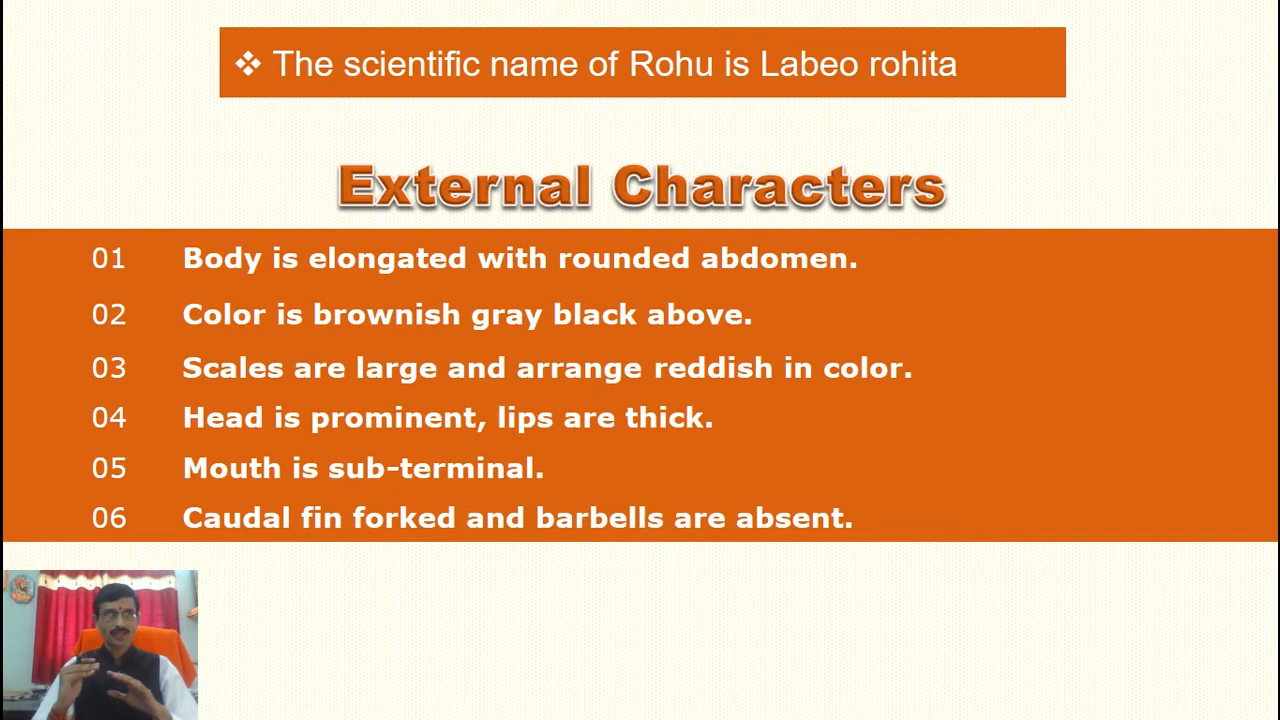 ❖ The scientific name of Rohu is Labeo rohita
External Characters
01 Body is elongated with rounded abdomen.
02 Color is brownish gray black above.
03 Scales are large and arrange reddish in color.
04 Head is prominent, lips are thick.
05 Mouth is sub-terminal.
06 Caudal fin forked and barbells are absent.